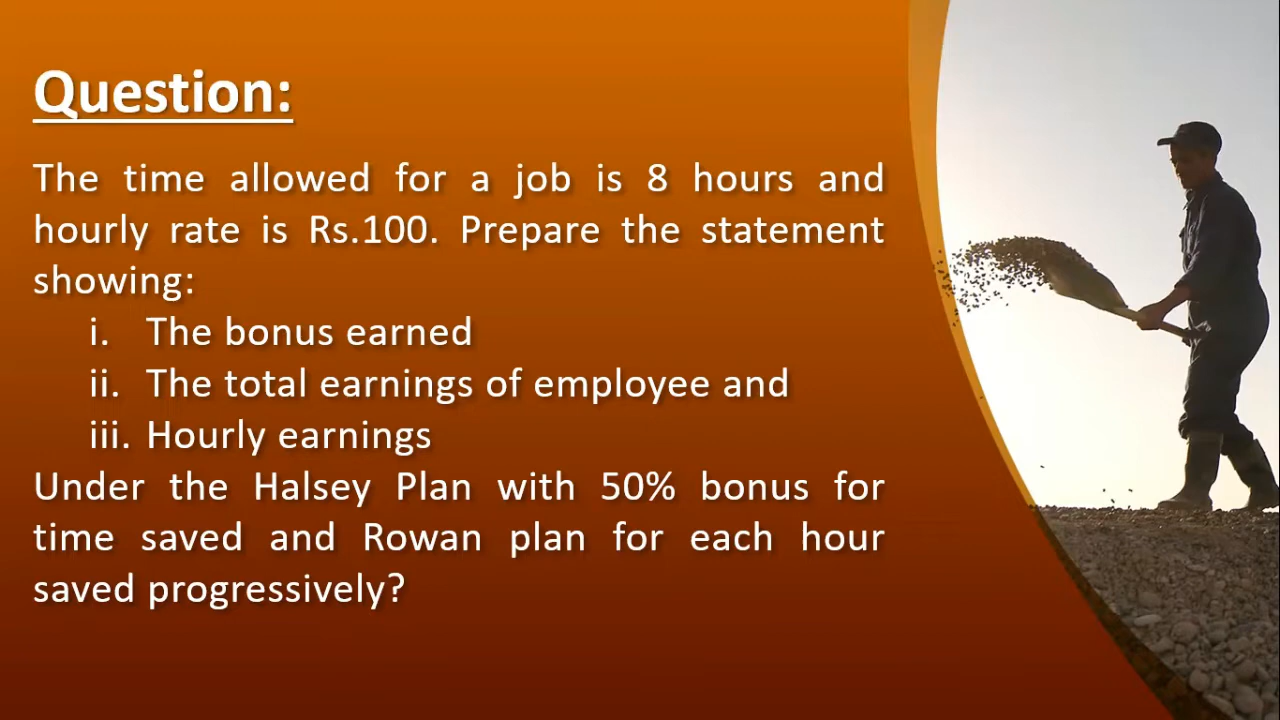 Question:
The time allowed for a job is 8 hours and
hourly rate is Rs.100. Prepare the statement
showing:
i. The bonus earned
ii. The total earnings of employee and
iii. Hourly earnings
Under the Halsey Plan with 50% bonus for
time saved and Rowan plan for each hour
saved progressively?